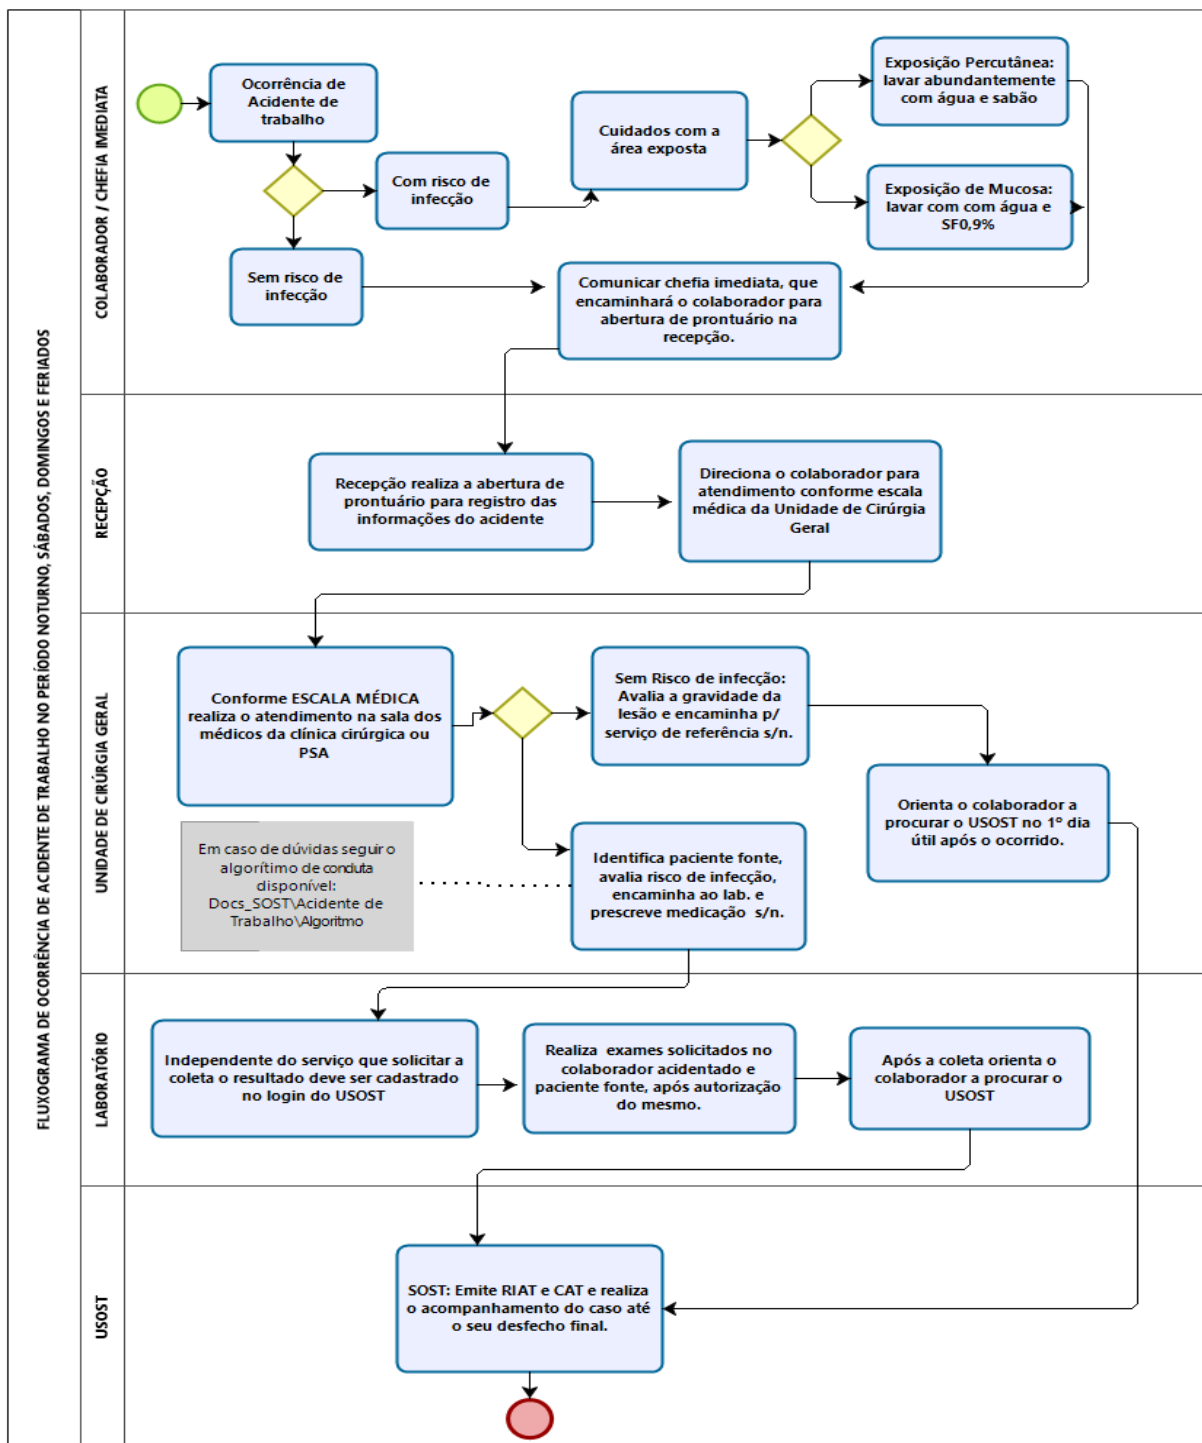 FLUXOGRAMA DE OCORRÊNCIA DE ACIDENTE DE TRABALHO NO PERÍODO NOTURNO, SÁBADOS, DOMINGOS E FERIADOS
COLABORADOR / CHEFIA IMEDIATA
Ocorrência de
Acidente de
trabalho
Com risco de
infecção
Sem risco de
infecção
Cuidados com a
área exposta
Exposição Percutânea:
lavar abundantemente
com água e sabão
Exposição de Mucosa:
lavar com com água e
SF0,9%
Comunicar chefia imediata, que
encaminhará o colaborador para
abertura de prontuário na
recepção.
RECEPÇÃO
Recepção realiza a abertura de
prontuário para registro das
informações do acidente
Direciona o colaborador para
atendimento conforme escala
médica da Unidade de Cirúrgia
Geral
UNIDADE DE CIRÚRGIA GERAL
Conforme ESCALA MÉDICA
realiza o atendimento na sala dos
médicos da clínica cirúrgica ou
PSA
Sem Risco de infecção:
Avalia a gravidade da
lesão e encaminha p/
serviço de referência s/n.
Orienta o colaborador a
procurar o USOST no 1º dia
útil após o ocorrido.
Em caso de dúvidas seguir o
algorítimo de conduta
disponível:
Docs_SOST\Acidente de
Trabalho\Algoritmo
Identifica paciente fonte,
avalia risco de infecção,
encaminha ao lab. e
prescreve medicação s/n.
LABORATÓRIO
Independente do serviço que solicitar a
coleta o resultado deve ser cadastrado
no login do USOST
Realiza exames solicitados no
colaborador acidentado e
paciente fonte, após autorização
do mesmo.
Após a coleta orienta o
colaborador a procurar o
USOST
USOST
SOST: Emite RIAT e CAT e realiza
o acompanhamento do caso até
o seu desfecho final.